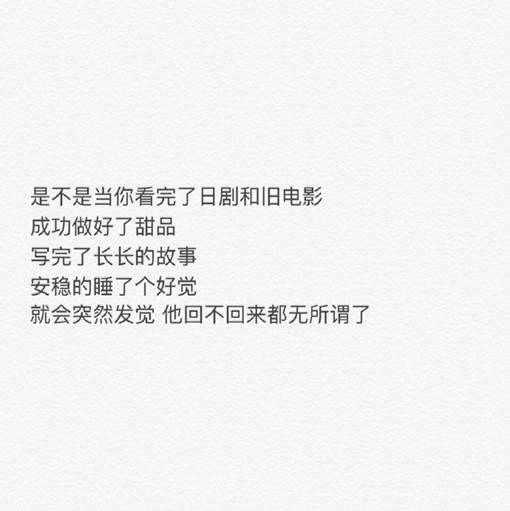 是不是当你看完了日剧和旧电影
成功做好了甜品
写完了长长的故事
安稳的睡了个好觉
就会突然发觉 他回不回来都无所谓了